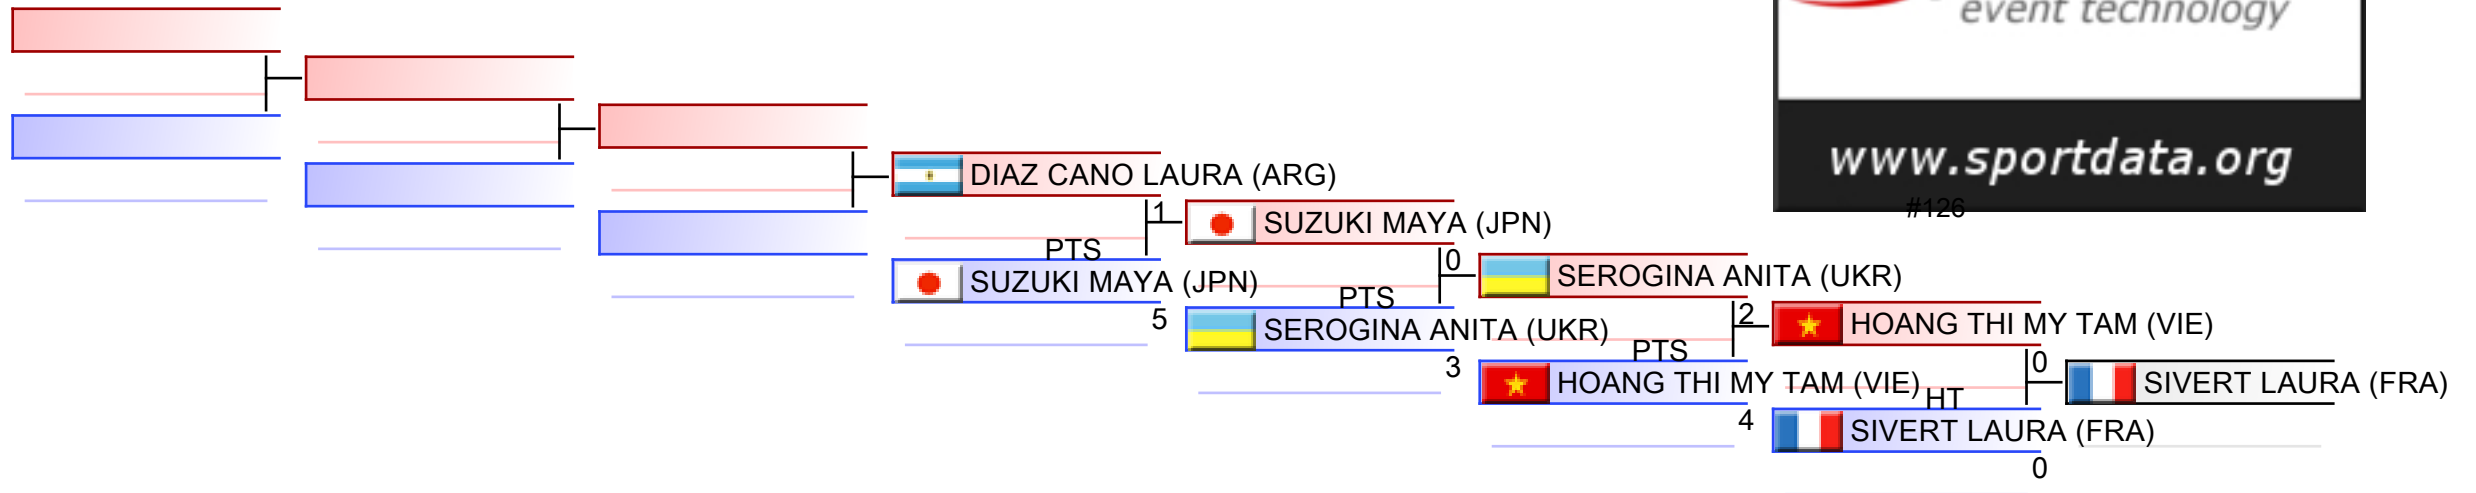 event technology
www.sportdata.org
#126
DIAZ CANO LAURA (ARG)
1
SUZUKI MAYA (JPN)
PTS
0
SUZUKI MAYA (JPN)
SEROGINA ANITA (UKR)
PTS
5
2
SEROGINA ANITA (UKR)
HOANG THI MY TAM (VIE)
PTS
3
0
HOANG THI MY TAM (VIE)
SIVERT LAURA (FRA)
HT
4
SIVERT LAURA (FRA)
0